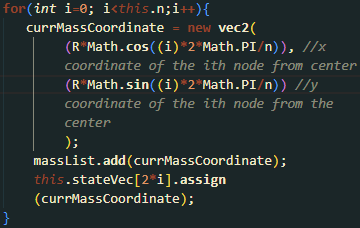 for(int i=0; i<this.n;i++){
currMassCoordinate = new vec2(
(R*Math.cos((i)*2*Math.PI/n)), //x
coordinate of the ith node from center
(R*Math.sin((i)*2*Math.PI/n)) //y
coordinate of the ith node from the
center
);
massList.add(currMassCoordinate);
this.stateVec[2*i].assign
(currMassCoordinate);
}